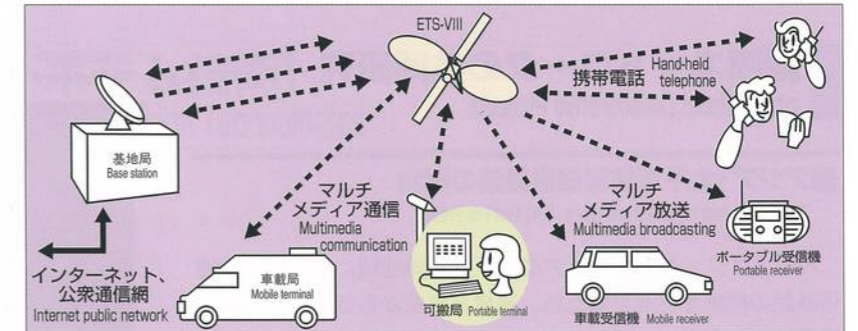 ETS-VIII
携帯電話
Hand-held
telephone
基地局
Base station
マルチ
メディア通信
Multimedia
communication
マルチ
メディア放送
Multimedia broadcasting
ポータブル受信機
Portable receiver
インターネット、
公衆通信網
Internet public network
車載局
Mobile terminal
可搬局 Portable terminal
車載受信機 Mobile receiver